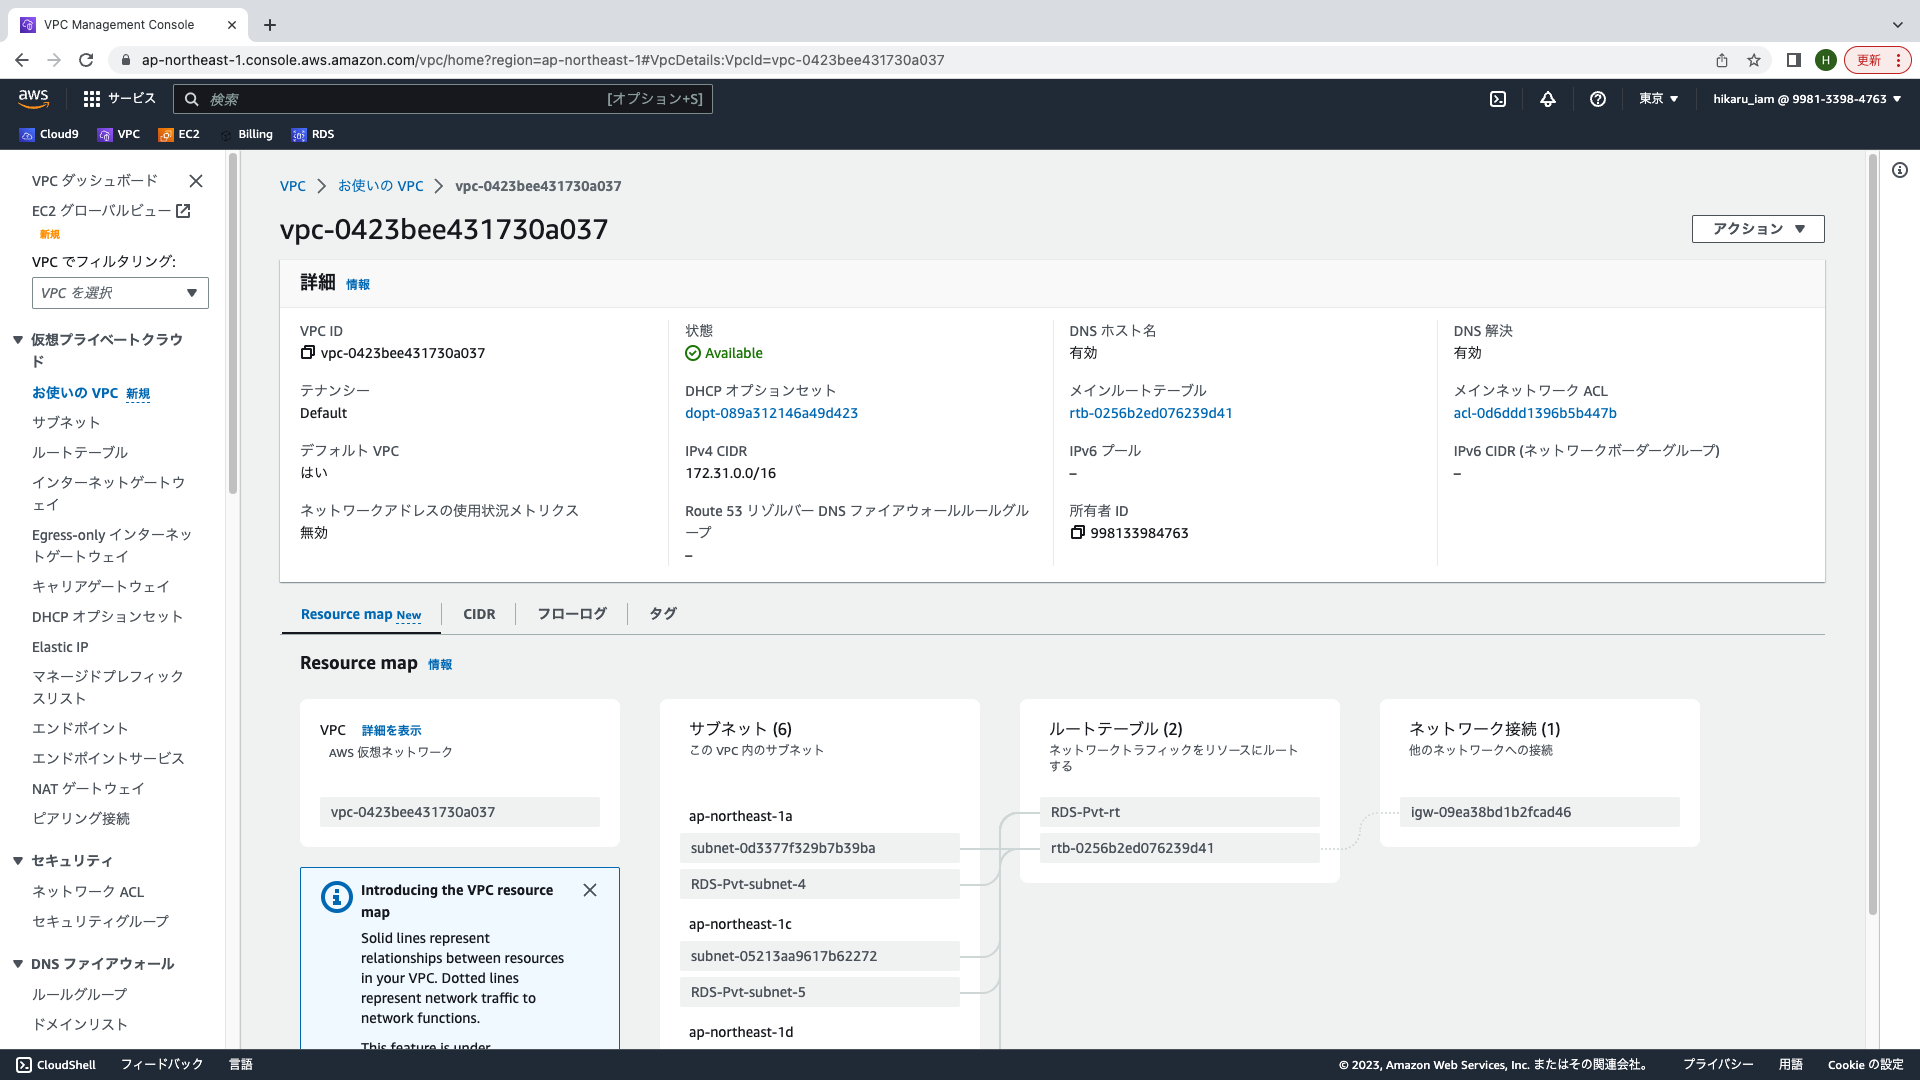 VPC Management Console
ap-northeast-1.console.aws.amazon.com/vpc/home?region=ap-northeast-1#VpcDetails:VpcId=vpc-0423bee431730a037
H
更新
aws
サービス
検索
[オプション+S]
東京
hikaru_iam @ 9981-3398-4763
Cloud9
VPC
EC2
Billing
RDS
VPC ダッシュボード
EC2 グローバルビュー
新規
VPC でフィルタリング:
VPC を選択
仮想プライベートクラウ
ド
お使いの VPC 新規
サブネット
ルートテーブル
インターネットゲートウ
ェイ
Egress-only インターネッ
トゲートウェイ
キャリアゲートウェイ
DHCP オプションセット
Elastic IP
マネージドプレフィック
スリスト
エンドポイント
エンドポイントサービス
NAT ゲートウェイ
ピアリング接続
セキュリティ
ネットワーク ACL
セキュリティグループ
DNS ファイアウォール
ルールグループ
ドメインリスト
VPC
お使いの VPC
vpc-0423bee431730a037
vpc-0423bee431730a037
アクション
詳細 情報
VPC ID
vpc-0423bee431730a037
状態
Available
DNS ホスト名
有効
DNS 解決
有効
テナンシー
Default
DHCP オプションセット
dopt-089a312146a49d423
メインルートテーブル
rtb-0256b2ed076239d41
メインネットワーク ACL
acl-0d6ddd1396b5b447b
デフォルト VPC
はい
IPv4 CIDR
172.31.0.0/16
IPv6 プール
–
IPv6 CIDR (ネットワークボーダーグループ)
–
ネットワークアドレスの使用状況メトリクス
無効
Route 53 リゾルバー DNS ファイアウォールルールグル
ープ
–
所有者 ID
998133984763
Resource map New
CIDR
フローログ
タグ
Resource map 情報
VPC 詳細を表示
AWS 仮想ネットワーク
vpc-0423bee431730a037
Introducing the VPC resource
map
Solid lines represent
relationships between resources
in your VPC. Dotted lines
represent network traffic to
network functions.
This feature is under
サブネット (6)
この VPC 内のサブネット
ap-northeast-1a
subnet-0d3377f329b7b39ba
RDS-Pvt-subnet-4
ap-northeast-1c
subnet-05213aa9617b62272
RDS-Pvt-subnet-5
ap-northeast-1d
ルートテーブル (2)
ネットワークトラフィックをリソースにルート
する
RDS-Pvt-rt
rtb-0256b2ed076239d41
ネットワーク接続 (1)
他のネットワークへの接続
igw-09ea38bd1b2fcad46
CloudShell
フィードバック
言語
© 2023, Amazon Web Services, Inc. またはその関連会社。
プライバシー
用語
Cookie の設定